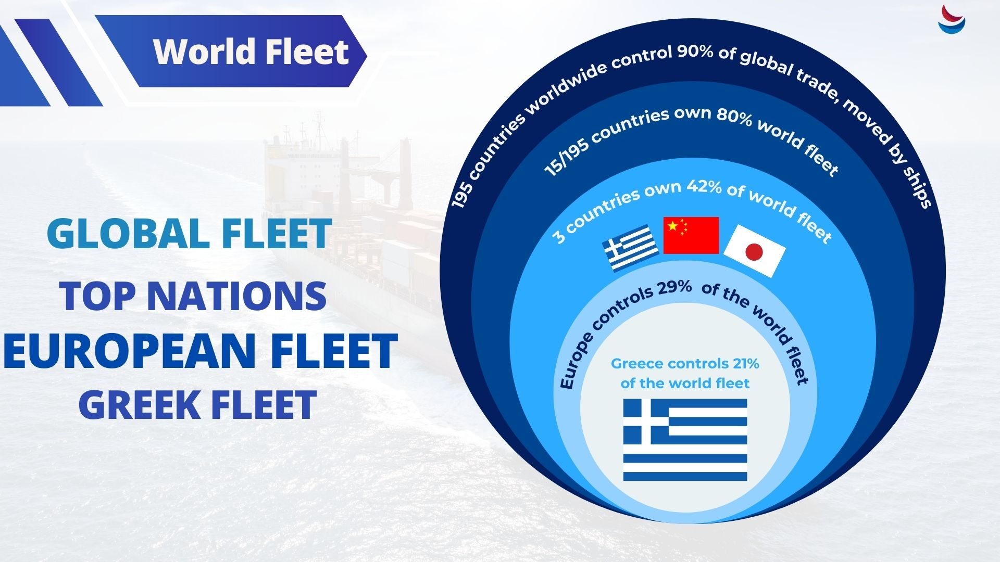 World Fleet
GLOBAL FLEET
TOP NATIONS
EUROPEAN FLEET
GREEK FLEET
195 countries worldwide control 90% of global trade, moved by ships
15/195 countries own 80% world fleet
3 countries own 42% of world fleet
Europe controls 29% of the world fleet
Greece controls 21%
of the world fleet